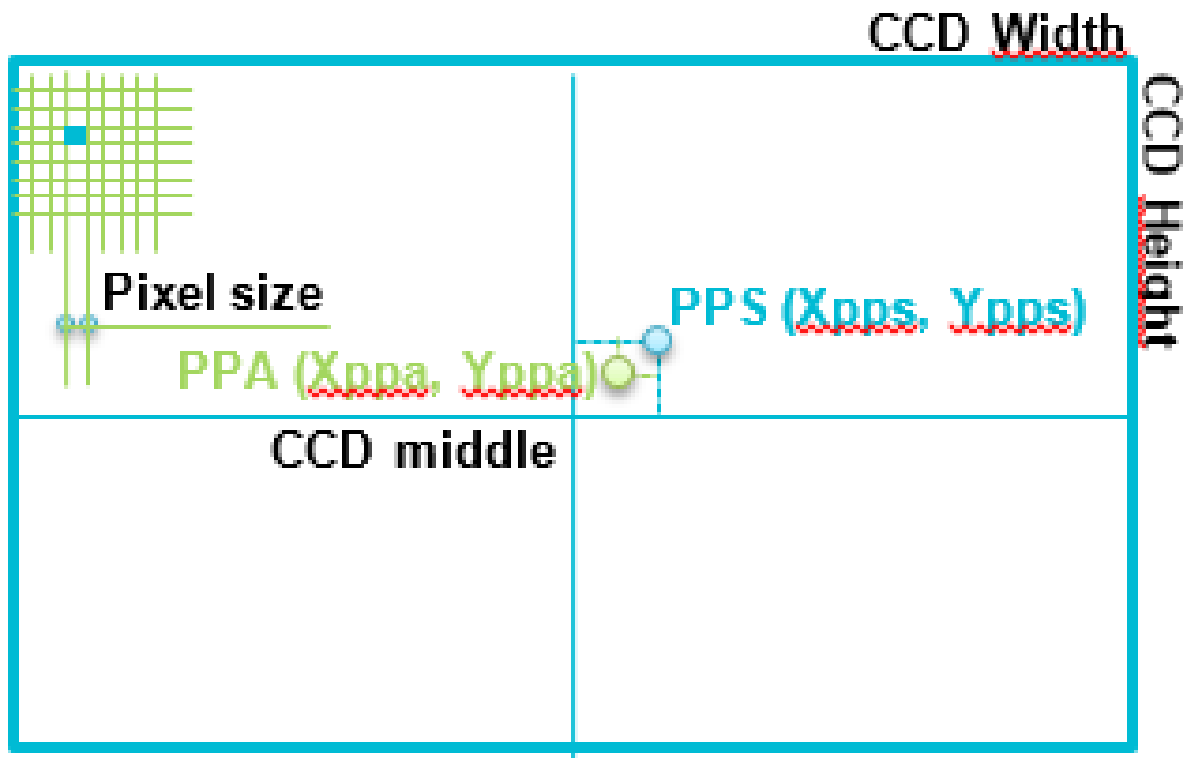 CCD Width
CCD Height
Pixel size
PPS (Xpps, Ypps)
PPA (Xppa, Yppa)
CCD middle